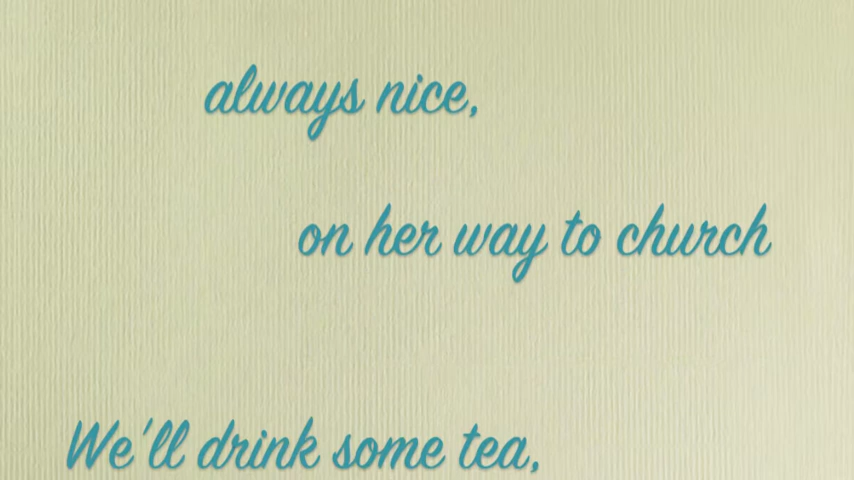 always nice,
on her way to church
We'll drink some tea,